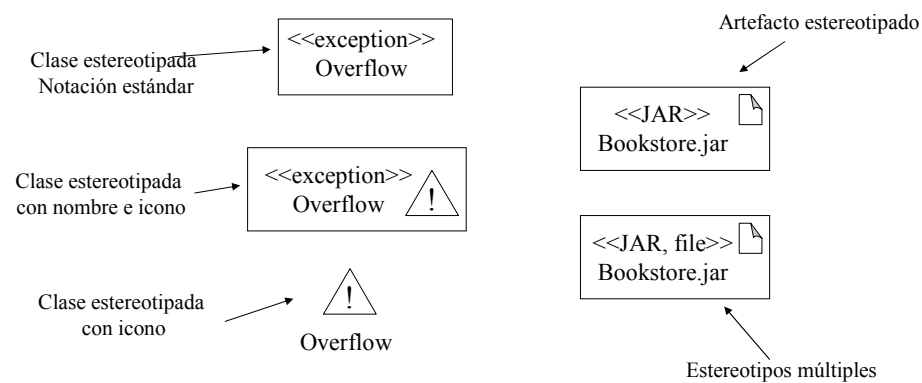 Clase estereotipada
Notación estándar
<<exception>>
Overflow
Clase estereotipada
con nombre e icono
<<exception>>
Overflow
!
Clase estereotipada
con icono
!
Overflow
Artefacto estereotipado
<<JAR>>
Bookstore.jar
<<JAR, file>>
Bookstore.jar
Estereotipos múltiples